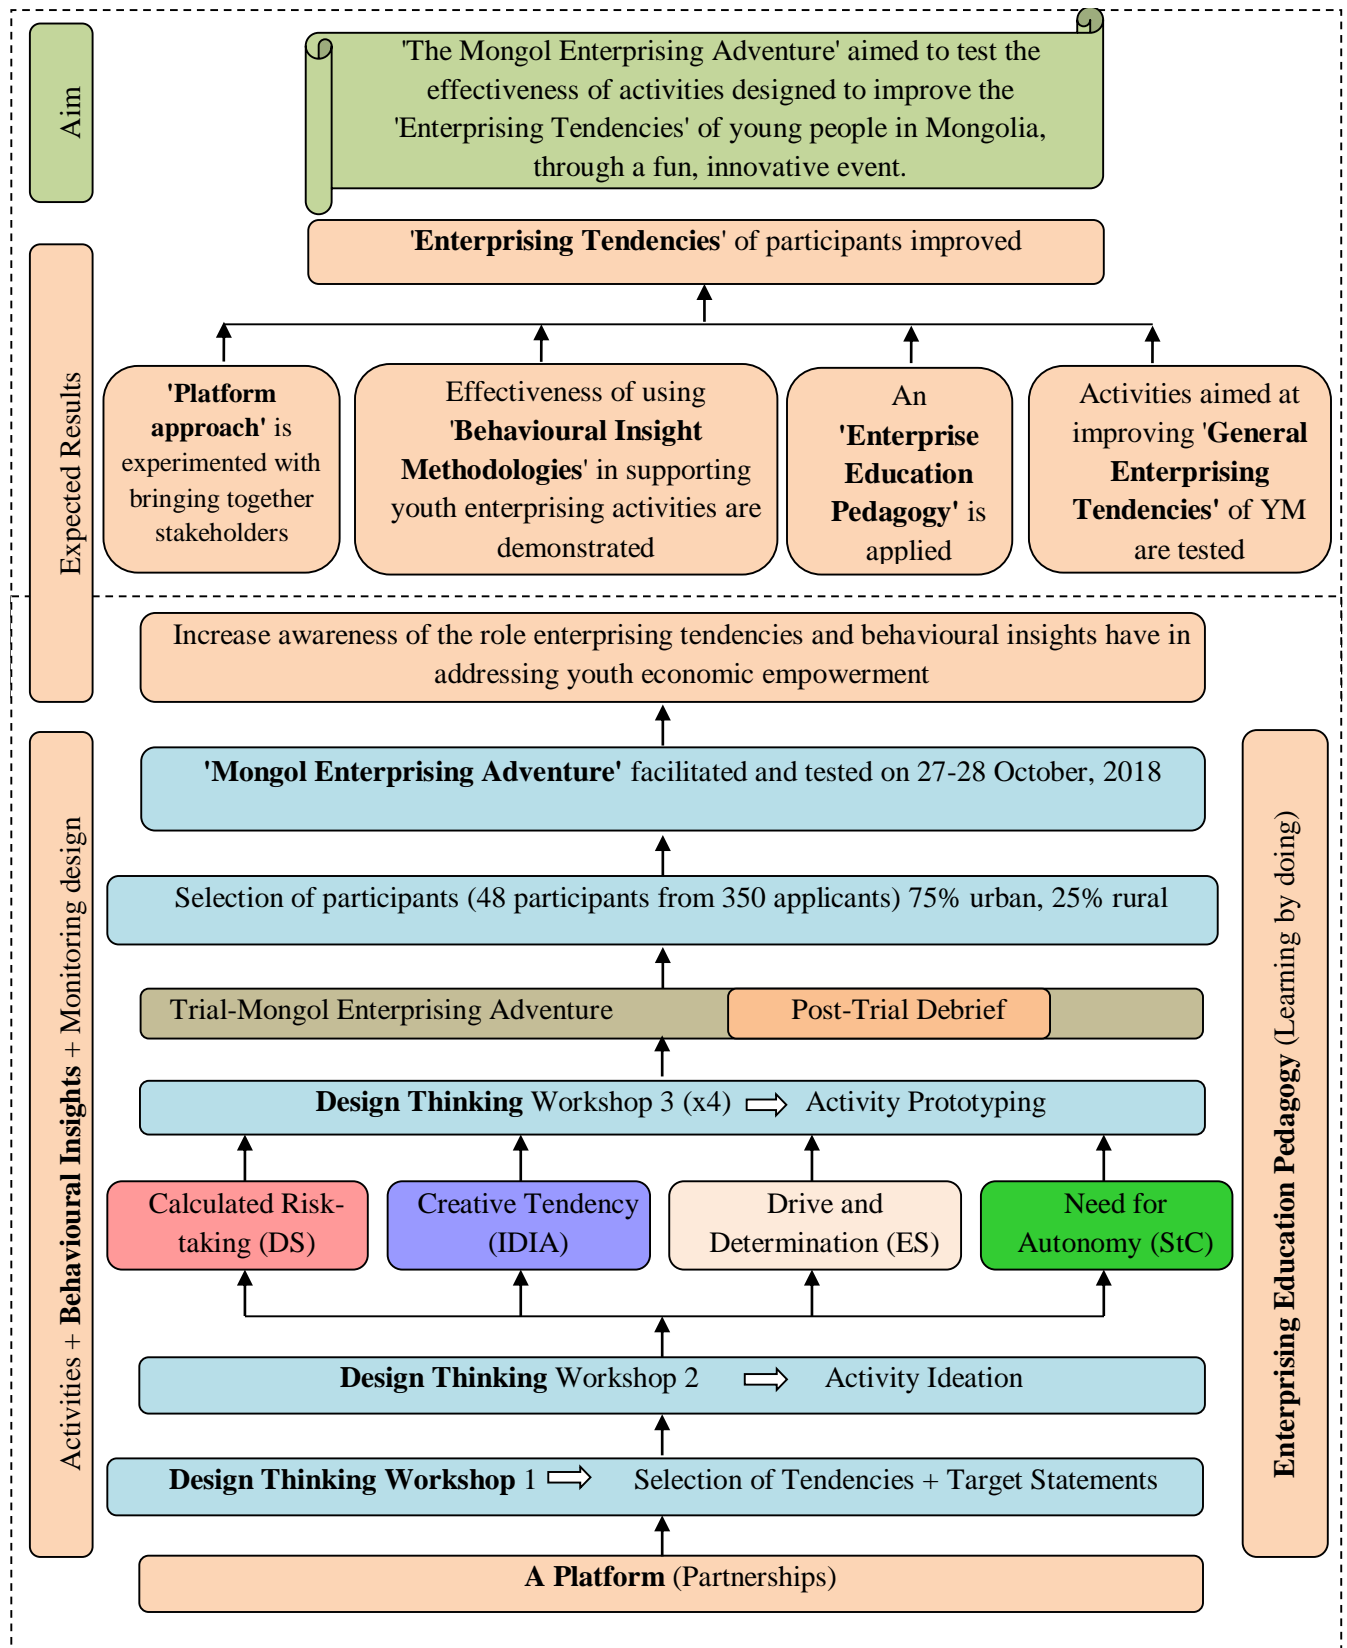 Aim
'The Mongol Enterprising Adventure' aimed to test the
effectiveness of activities designed to improve the
'Enterprising Tendencies' of young people in Mongolia,
through a fun, innovative event.
Expected Results
'Enterprising Tendencies' of participants improved
'Platform
approach' is
experimented with
bringing together
stakeholders
Effectiveness of using
'Behavioural Insight
Methodologies' in supporting
youth enterprising activities are
demonstrated
An
'Enterprise
Education
Pedagogy' is
applied
Activities aimed at
improving 'General
Enterprising
Tendencies' of YM
are tested
Increase awareness of the role enterprising tendencies and behavioural insights have in
addressing youth economic empowerment
Activities + Behavioural Insights + Monitoring design
'Mongol Enterprising Adventure' facilitated and tested on 27-28 October, 2018
Selection of participants (48 participants from 350 applicants) 75% urban, 25% rural
Trial-Mongol Enterprising Adventure
Post-Trial Debrief
Design Thinking Workshop 3 (x4) Activity Prototyping
Calculated Risk-
taking (DS)
Creative Tendency
(IDIA)
Drive and
Determination (ES)
Need for
Autonomy (StC)
Design Thinking Workshop 2 Activity Ideation
Design Thinking Workshop 1 Selection of Tendencies + Target Statements
A Platform (Partnerships)
Enterprising Education Pedagogy (Learning by doing)